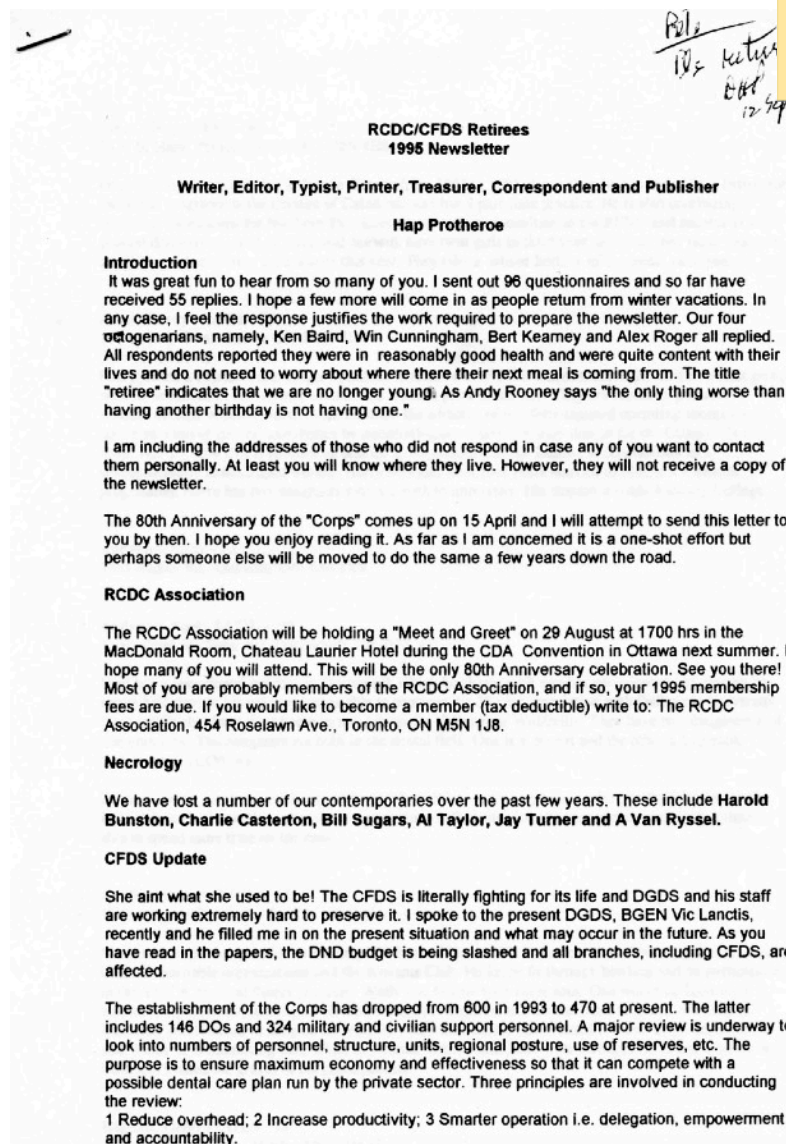 RCDC/CFDS Retirees
1995 Newsletter
Writer, Editor, Typist, Printer, Treasurer, Correspondent and Publisher
Hap Protheroe
Introduction
It was great fun to hear from so many of you. I sent out 96 questionnaires and so far have
received 55 replies. I hope a few more will come in as people return from winter vacations. In
any case, I feel the response justifies the work required to prepare the newsletter. Our four
octogenarians, namely, Ken Baird, Win Cunningham, Bert Kearney and Alex Roger all replied.
All respondents reported they were in reasonably good health and were quite content with their
lives and do not need to worry about where there their next meal is coming from. The title
"retiree" indicates that we are no longer young. As Andy Rooney says "the only thing worse than
having another birthday is not having one."
I am including the addresses of those who did not respond in case any of you want to contact
them personally. At least you will know where they live. However, they will not receive a copy of
the newsletter.
The 80th Anniversary of the "Corps" comes up on 15 April and I will attempt to send this letter to
you by then. I hope you enjoy reading it. As far as I am concerned it is a one-shot effort but
perhaps someone else will be moved to do the same a few years down the road.
RCDC Association
The RCDC Association will be holding a "Meet and Greet" on 29 August at 1700 hrs in the
MacDonald Room, Chateau Laurier Hotel during the CDA Convention in Ottawa next summer. I
hope many of you will attend. This will be the only 80th Anniversary celebration. See you there!
Most of you are probably members of the RCDC Association, and if so, your 1995 membership
fees are due. If you would like to become a member (tax deductible) write to: The RCDC
Association, 454 Roselawn Ave., Toronto, ON M5N 1J8.
Necrology
We have lost a number of our contemporaries over the past few years. These include Harold
Bunston, Charlie Casterton, Bill Sugars, Al Taylor, Jay Turner and A Van Ryssel.
CFDS Update
She aint what she used to be! The CFDS is literally fighting for its life and DGDS and his staff
are working extremely hard to preserve it. I spoke to the present DGDS, BGEN Vic Lanctis,
recently and he filled me in on the present situation and what may occur in the future. As you
have read in the papers, the DND budget is being slashed and all branches, including CFDS, are
affected.
The establishment of the Corps has dropped from 600 in 1993 to 470 at present. The latter
includes 146 DOs and 324 military and civilian support personnel. A major review is underway to
look into numbers of personnel, structure, units, regional posture, use of reserves, etc. The
purpose is to ensure maximum economy and effectiveness so that it can compete with a
possible dental care plan run by the private sector. Three principles are involved in conducting
the review:
1 Reduce overhead; 2 Increase productivity; 3 Smarter operation i.e. delegation, empowerment
and accountability.